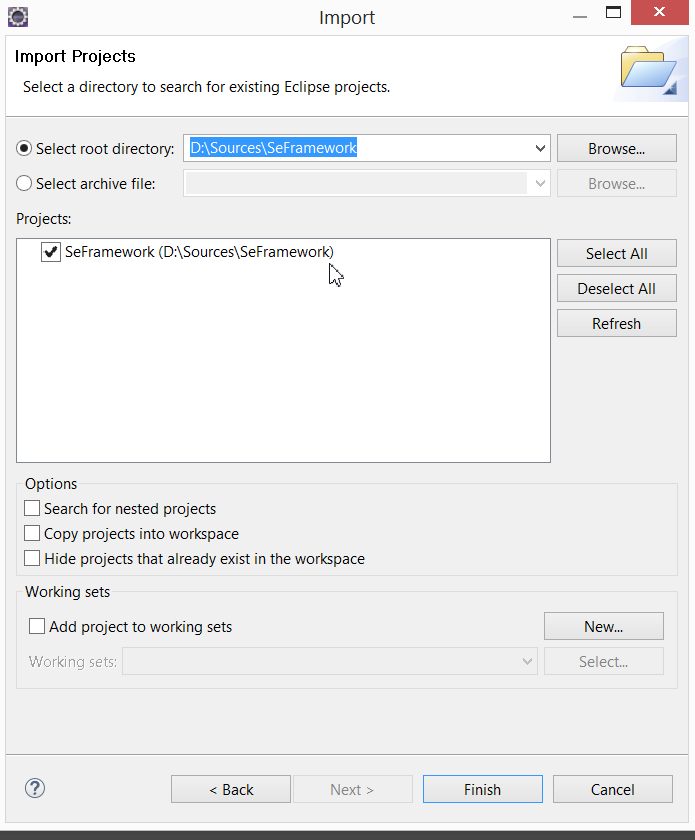 Import
Import Projects
Select a directory to search for existing Eclipse projects.
Select root directory: D:\Sources\SeFramework Browse...
Select archive file: Browse...
Projects:
SeFramework (D:\Sources\SeFramework)
Select All
Deselect All
Refresh
Options
Search for nested projects
Copy projects into workspace
Hide projects that already exist in the workspace
Working sets
Add project to working sets New...
Working sets: Select...
? < Back Next > Finish Cancel